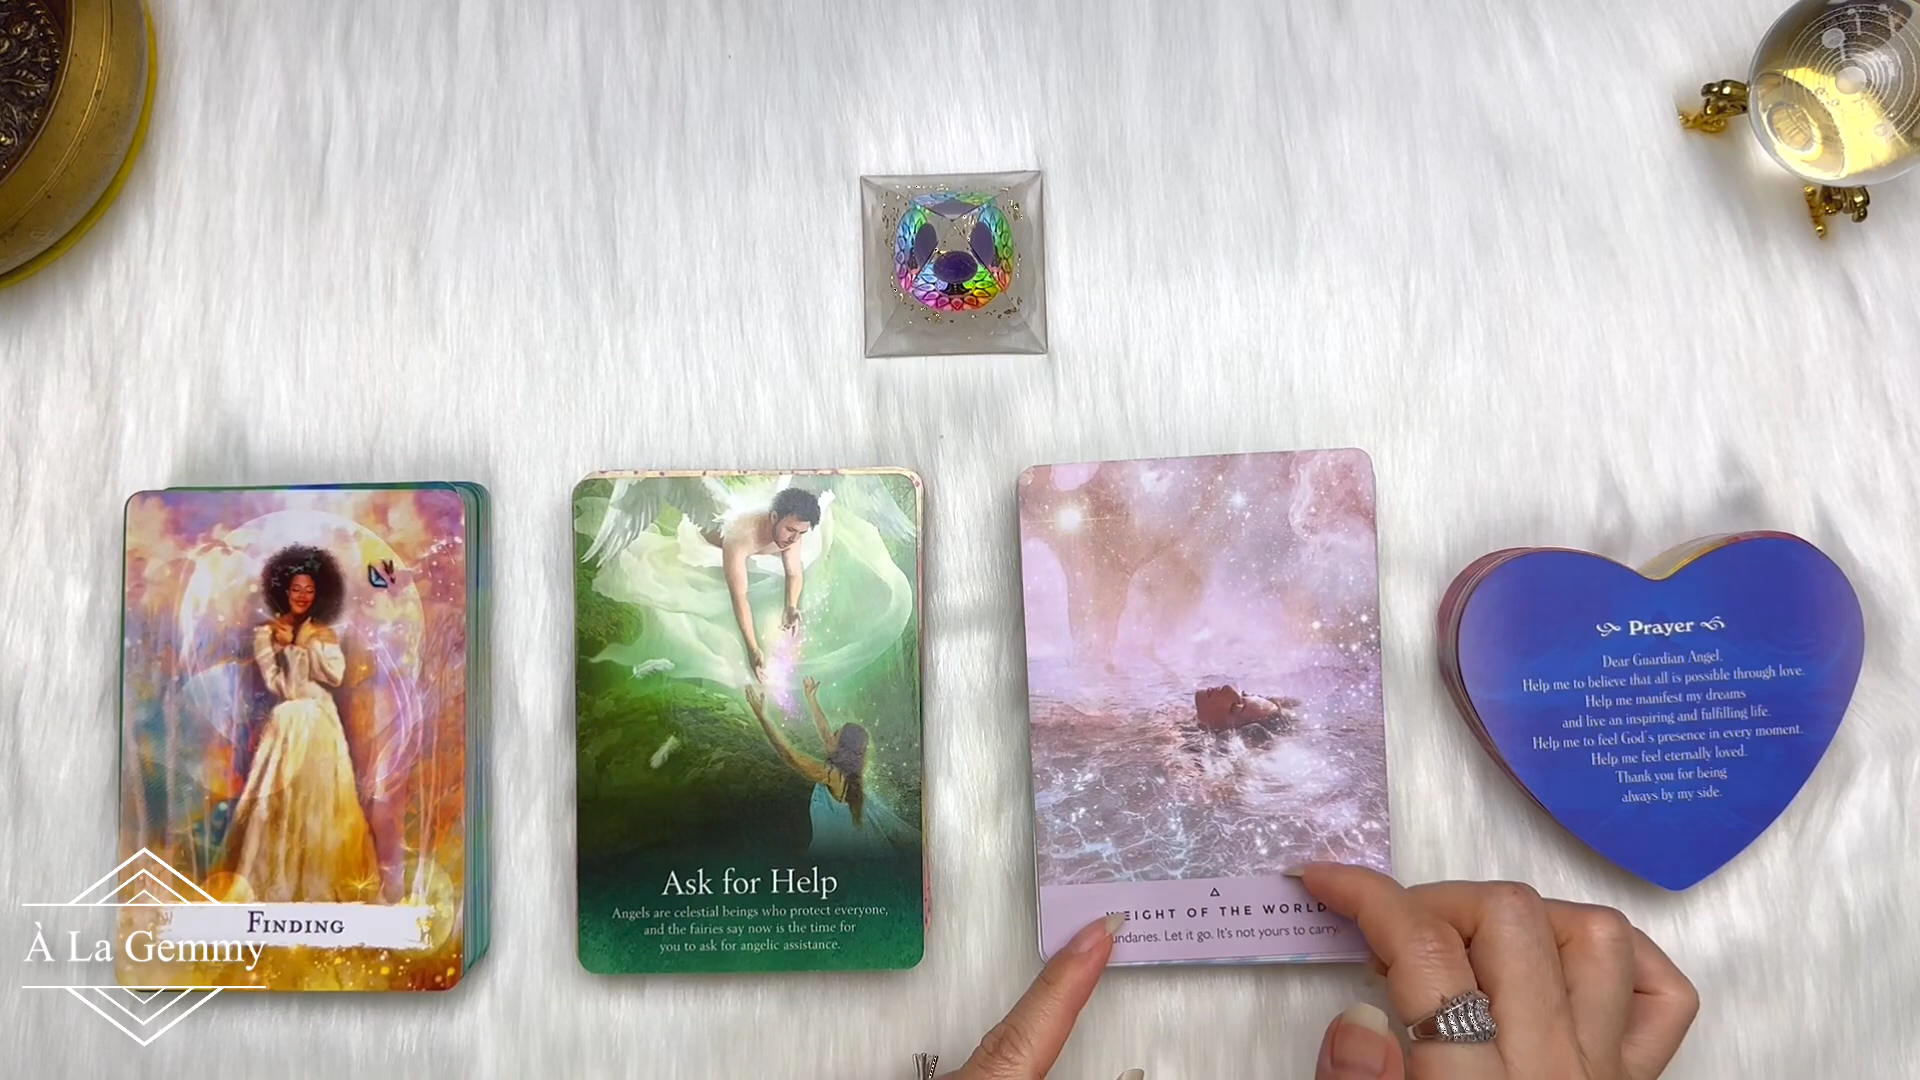 FINDING
À LA GEMMY
Ask for Help
Angels are celestial beings who protect everyone,
and the fairies say now is the time for
you to ask for angelic assistance.
WEIGHT OF THE WORLD
Let it go. It's not yours to carry.
Prayer
Dear Guardian Angel,
Help me to believe that all is possible through love.
Help me manifest my dreams
and live an inspiring and fulfilling life.
Help me to feel God's presence in every moment.
Help me feel eternally loved.
Thank you for being
always by my side.